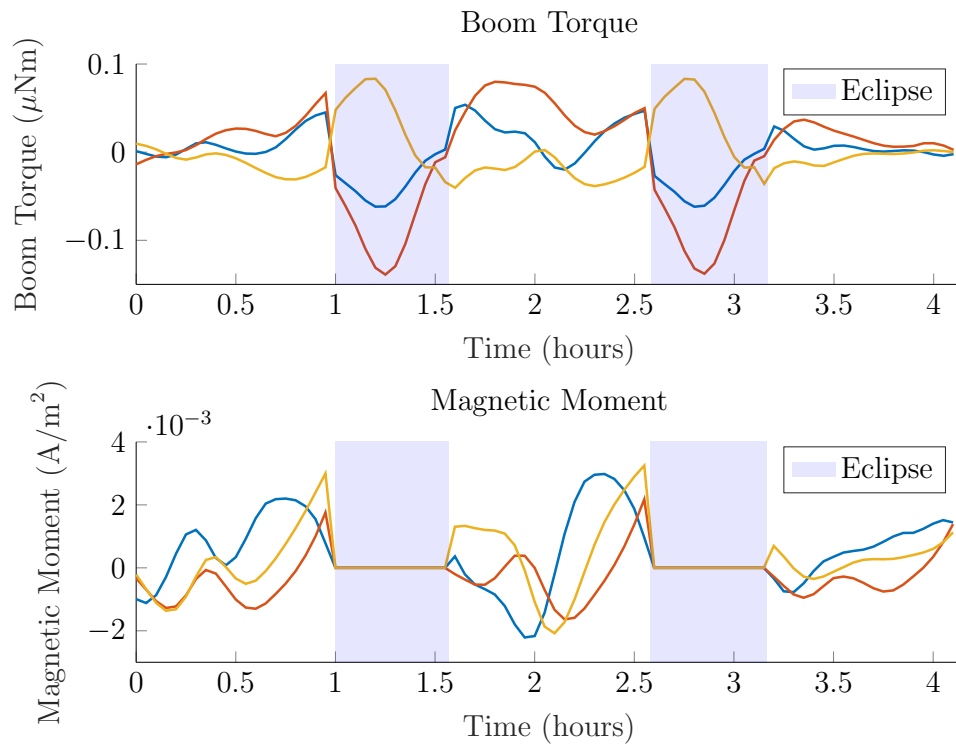 Boom Torque
Boom Torque (μNm)
0.1
0
−0.1
Eclipse
0 0.5 1 1.5 2 2.5 3 3.5 4
Time (hours)
Magnetic Moment
Magnetic Moment (A/m²)
·10⁻³
4
2
0
−2
Eclipse
0 0.5 1 1.5 2 2.5 3 3.5 4
Time (hours)